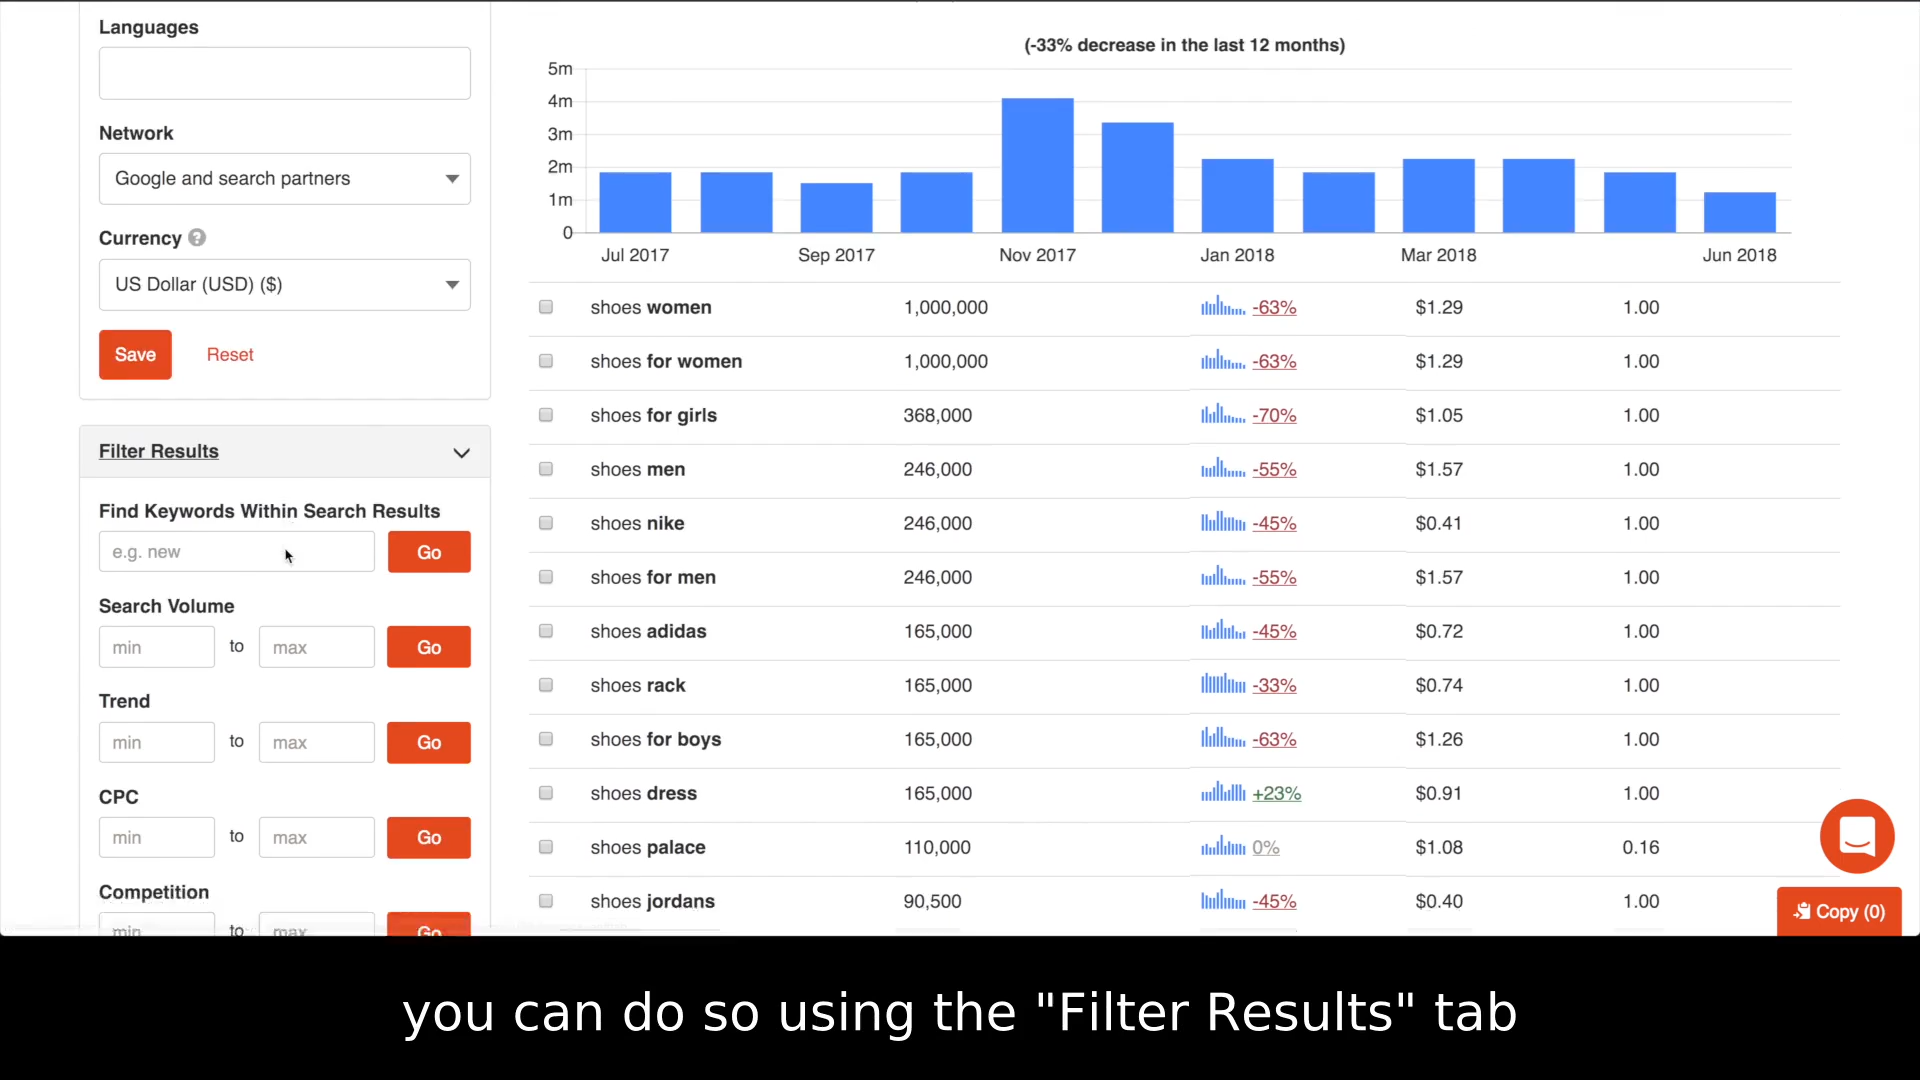 Languages
Network
Google and search partners
Currency ?
US Dollar (USD) ($)
Save Reset
Filter Results
Find Keywords Within Search Results
e.g. new Go
Search Volume
min to max Go
Trend
min to max Go
CPC
min to max Go
Competition
min to max Go
(-33% decrease in the last 12 months)
5m
4m
3m
2m
1m
0
Jul 2017 Sep 2017 Nov 2017 Jan 2018 Mar 2018 Jun 2018
shoes women 1,000,000 -63% $1.29 1.00
shoes for women 1,000,000 -63% $1.29 1.00
shoes for girls 368,000 -70% $1.05 1.00
shoes men 246,000 -55% $1.57 1.00
shoes nike 246,000 -45% $0.41 1.00
shoes for men 246,000 -55% $1.57 1.00
shoes adidas 165,000 -45% $0.72 1.00
shoes rack 165,000 -33% $0.74 1.00
shoes for boys 165,000 -63% $1.26 1.00
shoes dress 165,000 +23% $0.91 1.00
shoes palace 110,000 0% $1.08 0.16
shoes jordans 90,500 -45% $0.40 1.00
Copy (0)
you can do so using the "Filter Results" tab